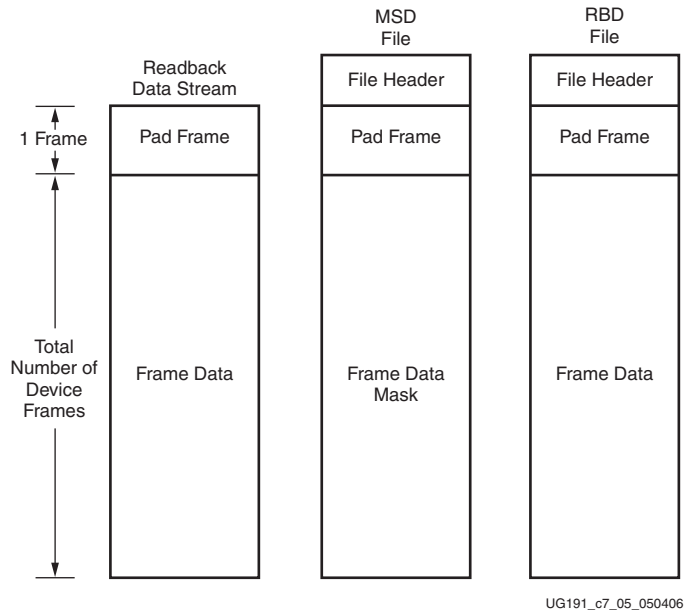 MSD
File
RBD
File
Readback
Data Stream
File Header
File Header
1 Frame
Pad Frame
Pad Frame
Pad Frame
Total
Number of
Device
Frames
Frame Data
Frame Data
Mask
Frame Data
UG191_c7_05_050406